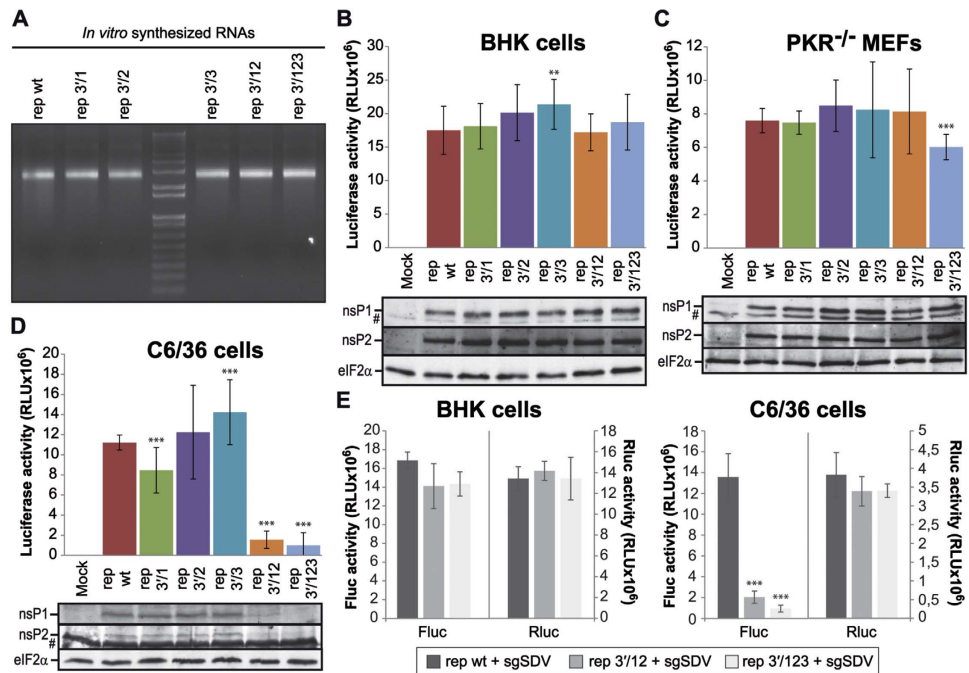 A
In vitro synthesized RNAs
rep wt
rep 3′/1
rep 3′/2
rep 3′/3
rep 3′/12
rep 3′/123
B
BHK cells
Luciferase activity (RLUx10⁶)
30
25
20
15
10
5
0
**
Mock
rep wt
rep 3′/1
rep 3′/2
rep 3′/3
rep 3′/12
rep 3′/123
nsP1
#
nsP2
eIF2α
C
PKR-/- MEFs
Luciferase activity (RLUx10⁶)
12
10
8
6
4
2
0
***
Mock
rep wt
rep 3′/1
rep 3′/2
rep 3′/3
rep 3′/12
rep 3′/123
nsP1
#
nsP2
eIF2α
D
C6/36 cells
Luciferase activity (RLUx10⁶)
20
18
16
14
12
10
8
6
4
2
0
***
***
***
***
Mock
rep wt
rep 3′/1
rep 3′/2
rep 3′/3
rep 3′/12
rep 3′/123
nsP1
nsP2
#
eIF2α
E
BHK cells
Fluc activity (RLUx10⁶)
18
16
14
12
10
8
6
4
2
0
Rluc activity (RLUx10⁶)
18
16
14
12
10
8
6
4
2
0
Fluc
Rluc
C6/36 cells
Fluc activity (RLUx10⁶)
18
16
14
12
10
8
6
4
2
0
Rluc activity (RLUx10⁶)
5
4,5
4
3,5
3
2,5
2
1,5
1
0,5
0
***
***
Fluc
Rluc
rep wt + sgSDV
rep 3′/12 + sgSDV
rep 3′/123 + sgSDV